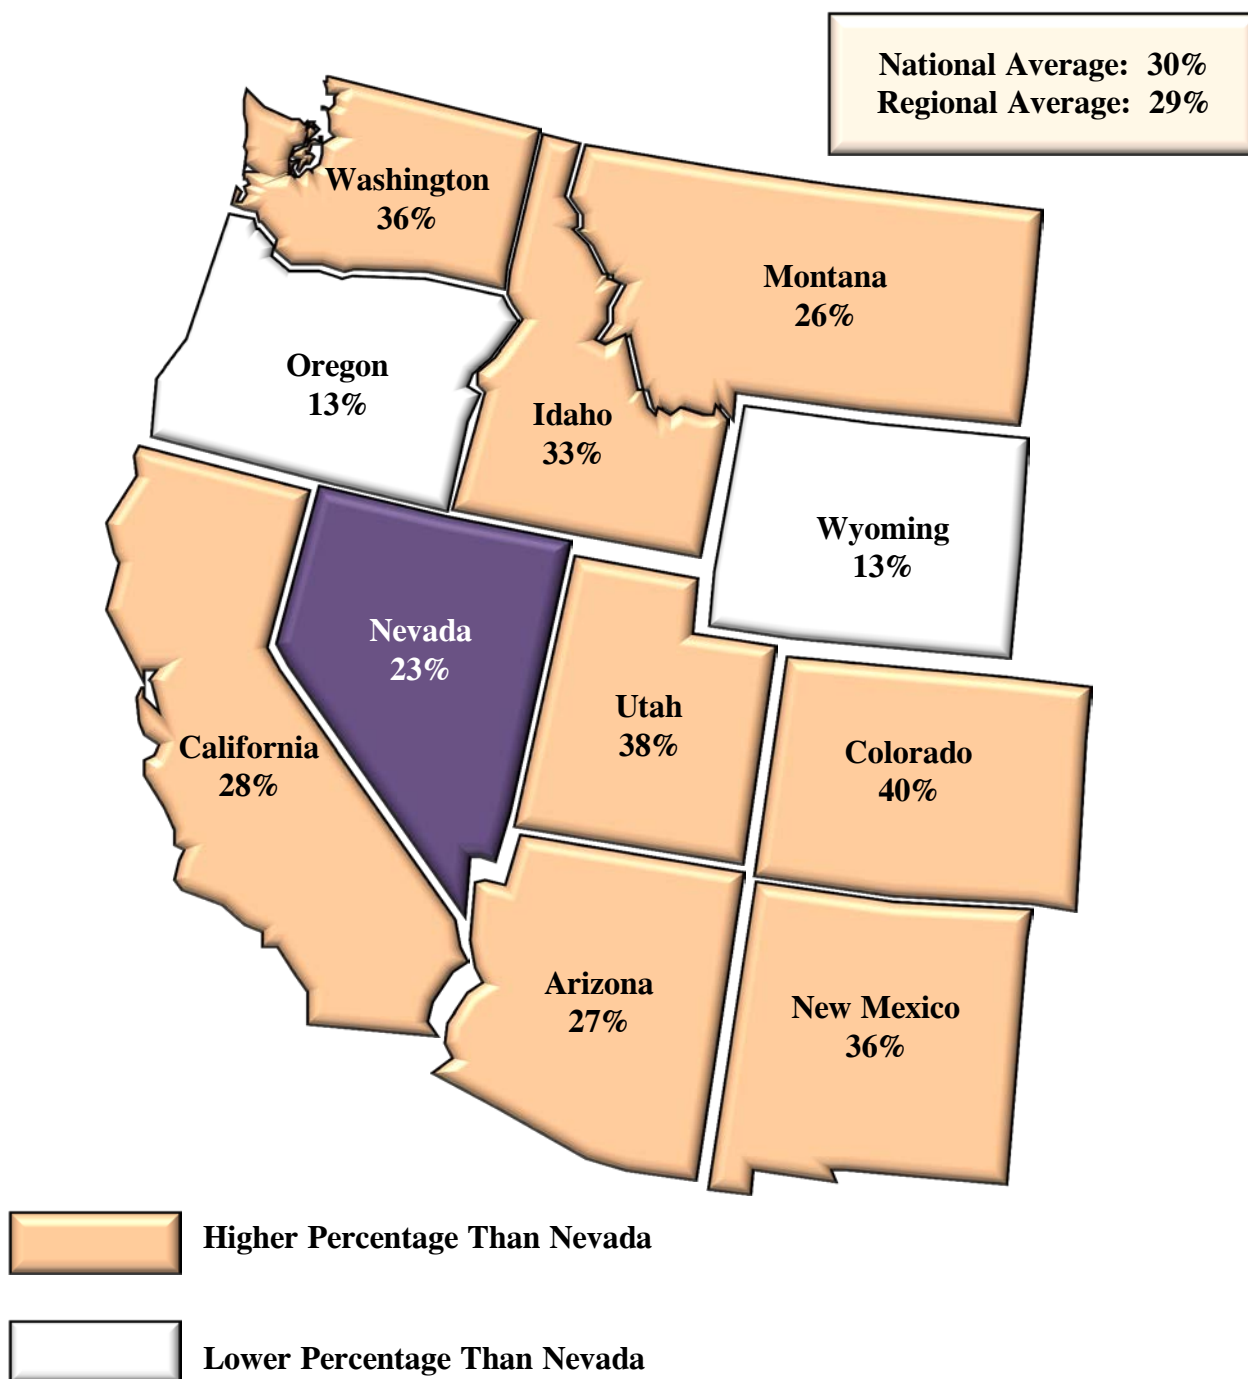 National Average: 30%
Regional Average: 29%
Washington
36%
Montana
26%
Oregon
13%
Idaho
33%
Wyoming
13%
Nevada
23%
Utah
38%
California
28%
Colorado
40%
Arizona
27%
New Mexico
36%
Higher Percentage Than Nevada
Lower Percentage Than Nevada